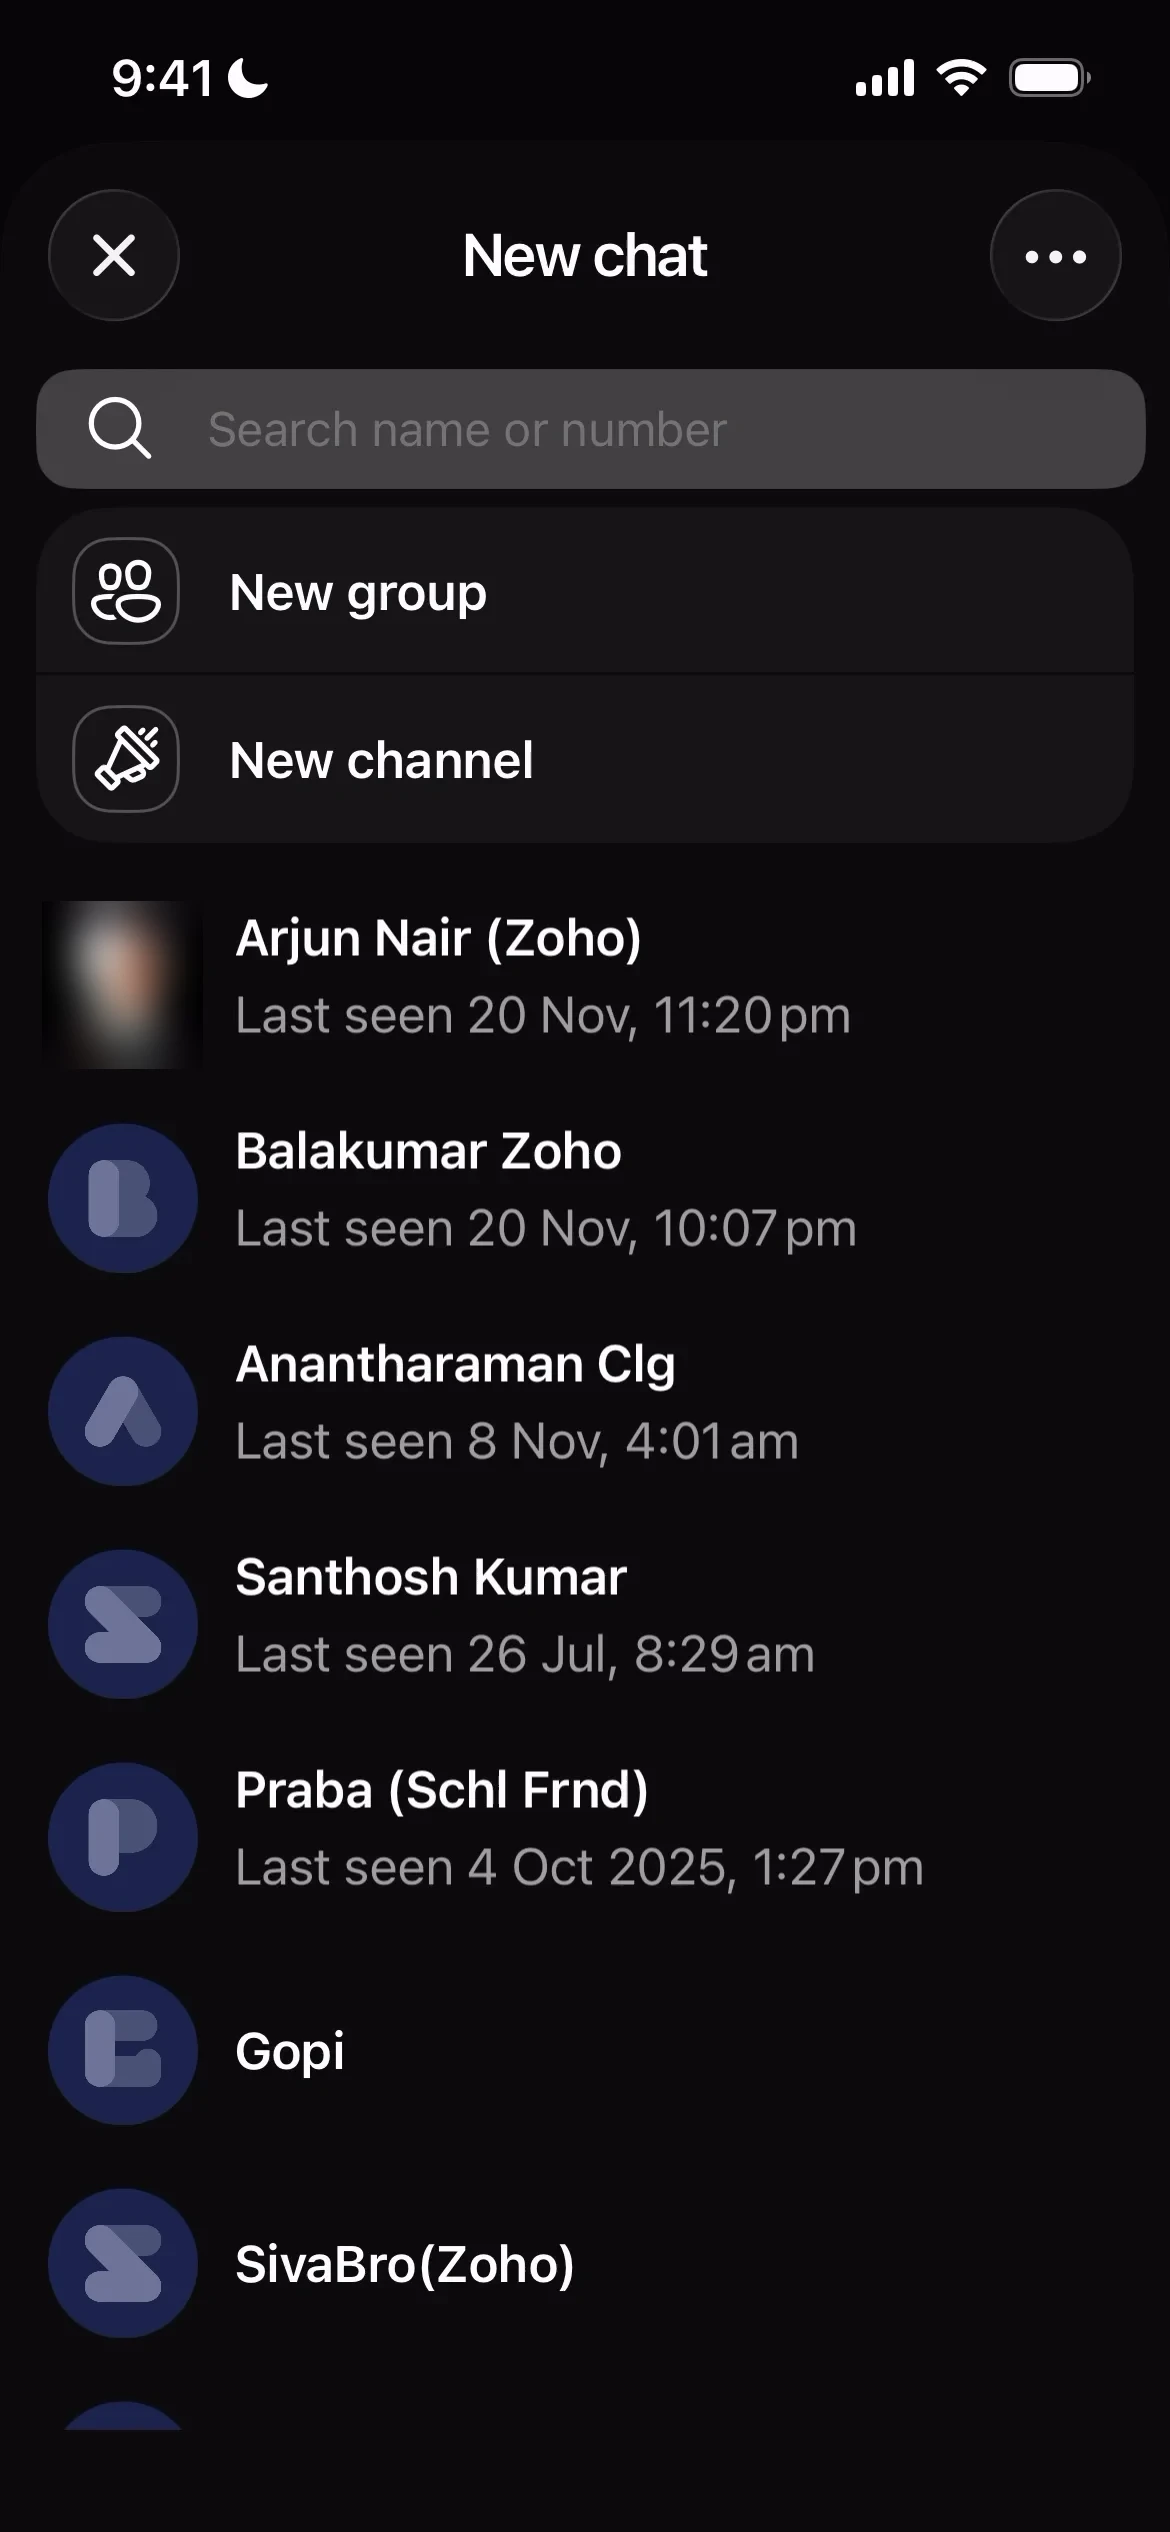 9:41
New chat
Search name or number
New group
New channel
Arjun Nair (Zoho)
Last seen 20 Nov, 11:20 pm
B
Balakumar Zoho
Last seen 20 Nov, 10:07 pm
A
Anantharaman Clg
Last seen 8 Nov, 4:01 am
S
Santhosh Kumar
Last seen 26 Jul, 8:29 am
P
Praba (Schl Frnd)
Last seen 4 Oct 2025, 1:27 pm
G
Gopi
S
SivaBro(Zoho)